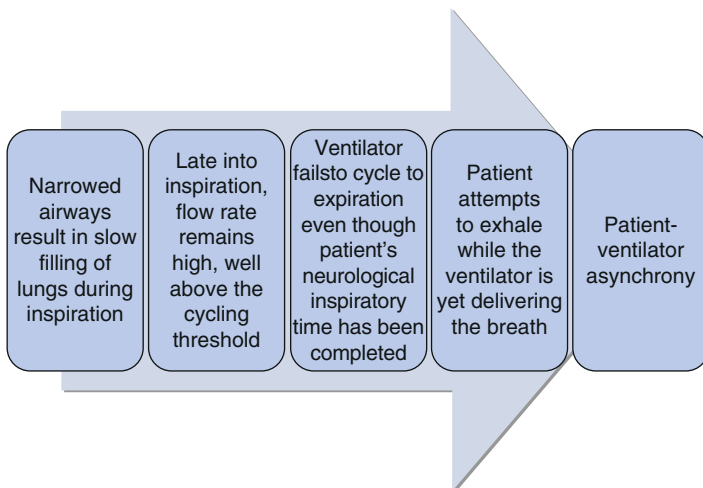 Narrowed
airways
result in slow
filling of
lungs during
inspiration
Late into
inspiration,
flow rate
remains
high, well
above the
cycling
threshold
Ventilator
failsto cycle to
expiration
even though
patient's
neurological
inspiratory
time has been
completed
Patient
attempts
to exhale
while the
ventilator is
yet delivering
the breath
Patient-
ventilator
asynchrony